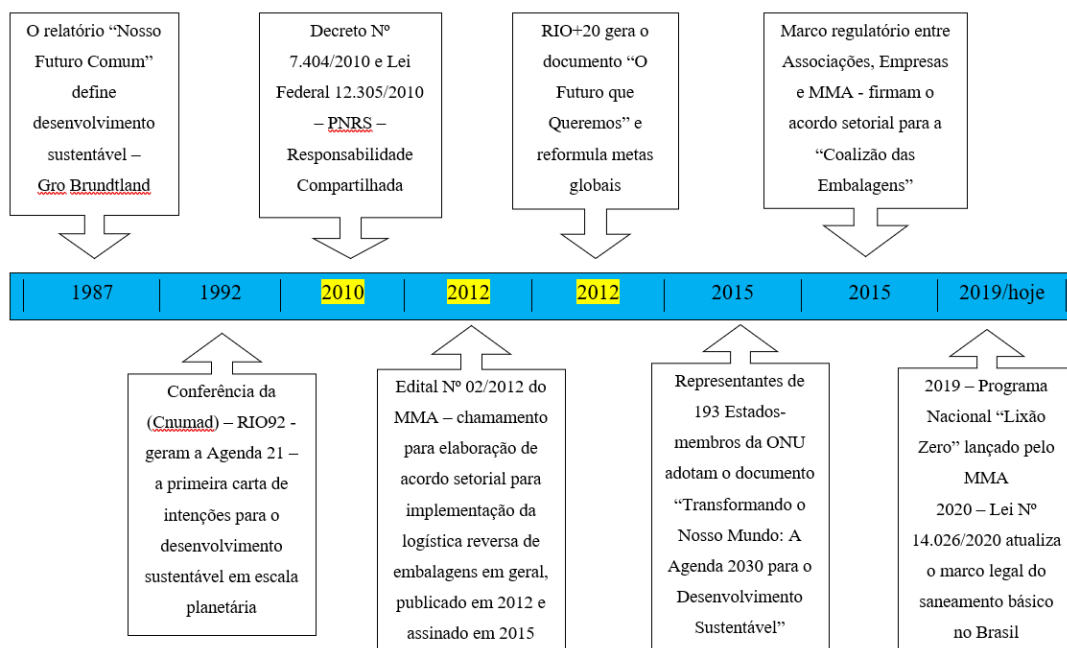 O relatório “Nosso
Futuro Comum”
define
desenvolvimento
sustentável –
Gro Brundtland
Decreto Nº
7.404/2010 e Lei
Federal 12.305/2010
– PNRS –
Responsabilidade
Compartilhada
RIO+20 gera o
documento “O
Futuro que
Queremos” e
reformula metas
globais
Marco regulatório entre
Associações, Empresas
e MMA - firmam o
acordo setorial para a
“Coalizão das
Embalagens”
1987 1992 2010 2012 2012 2015 2015 2019/hoje
Conferência da
(Cnumad) – RIO92 -
geram a Agenda 21 –
a primeira carta de
intenções para o
desenvolvimento
sustentável em escala
planetária
Edital Nº 02/2012 do
MMA – chamamento
para elaboração de
acordo setorial para
implementação da
logística reversa de
embalagens em geral,
publicado em 2012 e
assinado em 2015
Representantes de
193 Estados-
membros da ONU
adotam o documento
“Transformando o
Nosso Mundo: A
Agenda 2030 para o
Desenvolvimento
Sustentável”
2019 – Programa
Nacional “Lixão
Zero” lançado pelo
MMA
2020 – Lei Nº
14.026/2020 atualiza
o marco legal do
saneamento básico
no Brasil